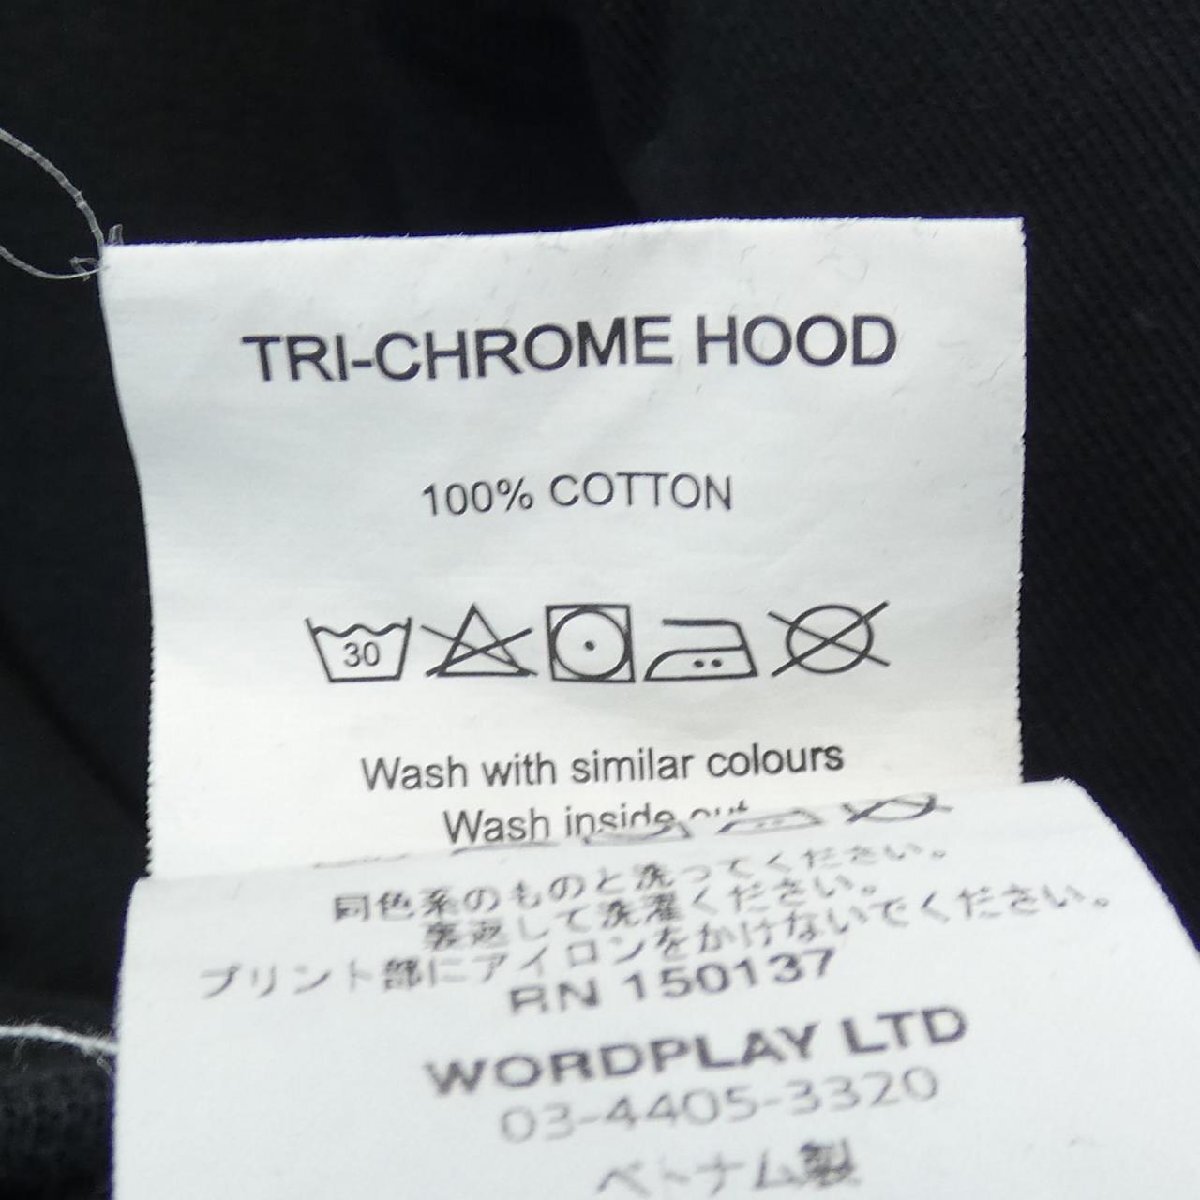 TRI-CHROME HOOD
100% COTTON
30
Wash with similar colours
Wash inside out
同色系のものと洗ってください。
裏返して洗濯ください。
プリント部にアイロンをかけないでください。
RN 150137
WORDPLAY LTD
03-4405-3320
ベトナム製